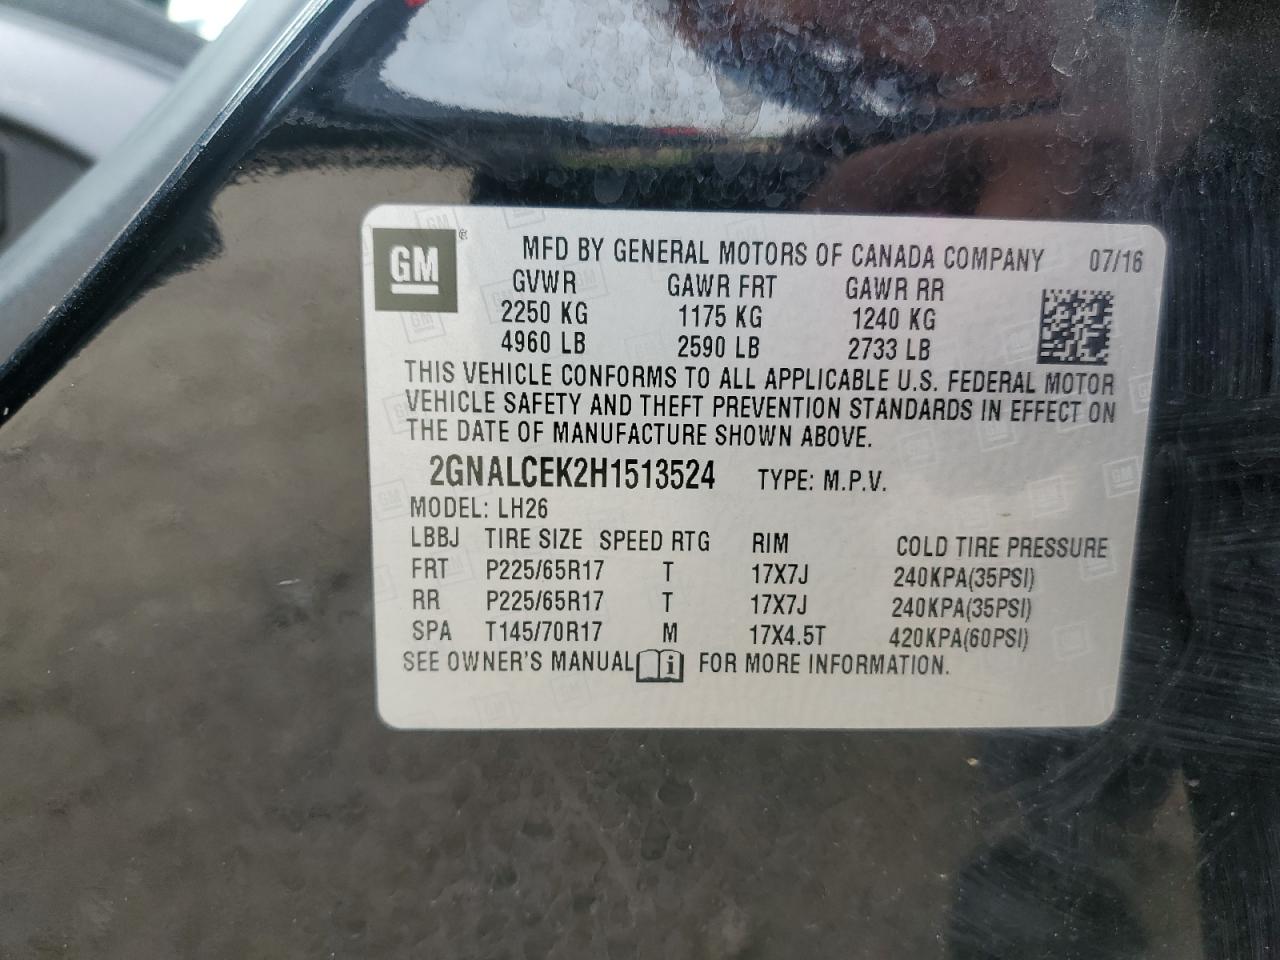 GM ® MFD BY GENERAL MOTORS OF CANADA COMPANY 07/16
GVWR GAWR FRT GAWR RR
2250 KG 1175 KG 1240 KG
4960 LB 2590 LB 2733 LB
THIS VEHICLE CONFORMS TO ALL APPLICABLE U.S. FEDERAL MOTOR
VEHICLE SAFETY AND THEFT PREVENTION STANDARDS IN EFFECT ON
THE DATE OF MANUFACTURE SHOWN ABOVE.
2GNALCEK2H1513524 TYPE: M.P.V.
MODEL: LH26
LBBJ TIRE SIZE SPEED RTG RIM COLD TIRE PRESSURE
FRT P225/65R17 T 17X7J 240KPA(35PSI)
RR P225/65R17 T 17X7J 240KPA(35PSI)
SPA T145/70R17 M 17X4.5T 420KPA(60PSI)
SEE OWNER'S MANUAL i FOR MORE INFORMATION.